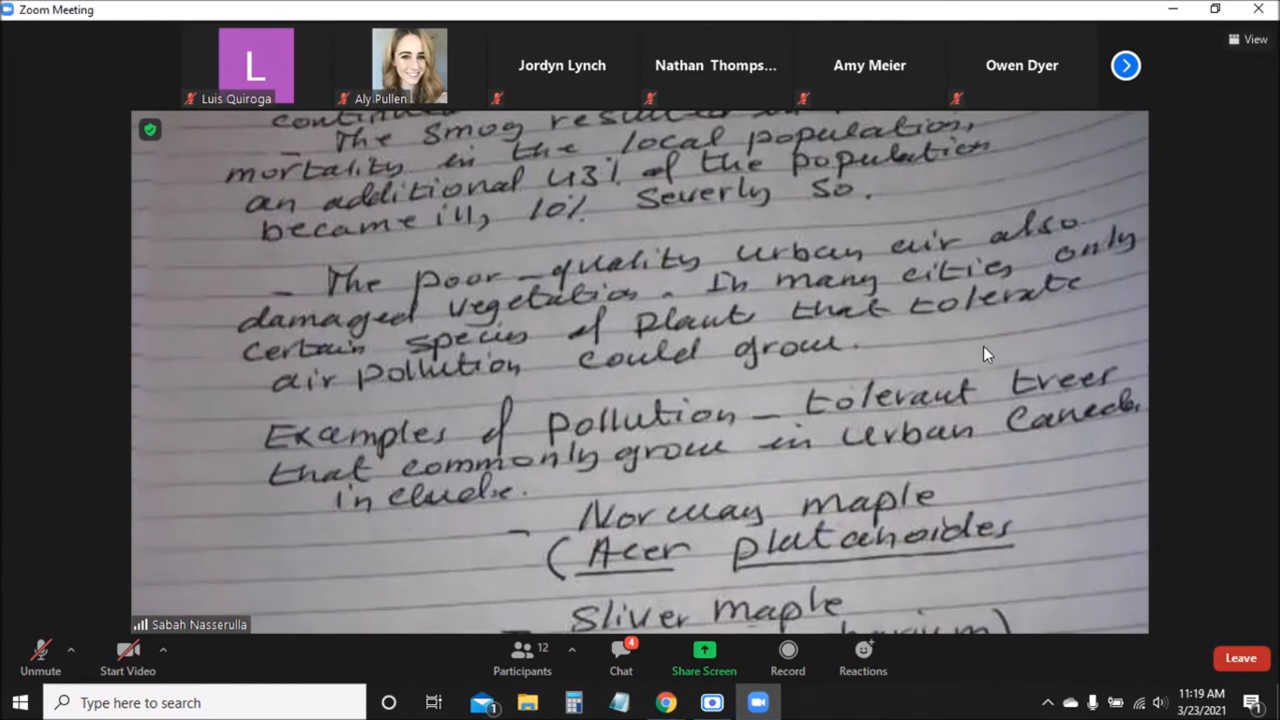 Zoom Meeting
View
L
Luis Quiroga
Aly Pullen
Jordyn Lynch
Nathan Thomps...
Amy Meier
Owen Dyer
- The smog resulted in
mortality in the local population,
an additional 43% of the population
became ill, 10% Severly so.
- The poor-quality urban air also
damaged vegetation. In many cities only
certain species of plant that tolerate
air pollution could grow.
Examples of pollution-tolerant trees
that commonly grow in urban Canada
include.
- Norway maple
(Acer platanoides
- Sliver maple
Sabah Nasserulla
Unmute
Start Video
12
Participants
4
Chat
Share Screen
Record
Reactions
Leave
Type here to search
1
11:19 AM
3/23/2021
1